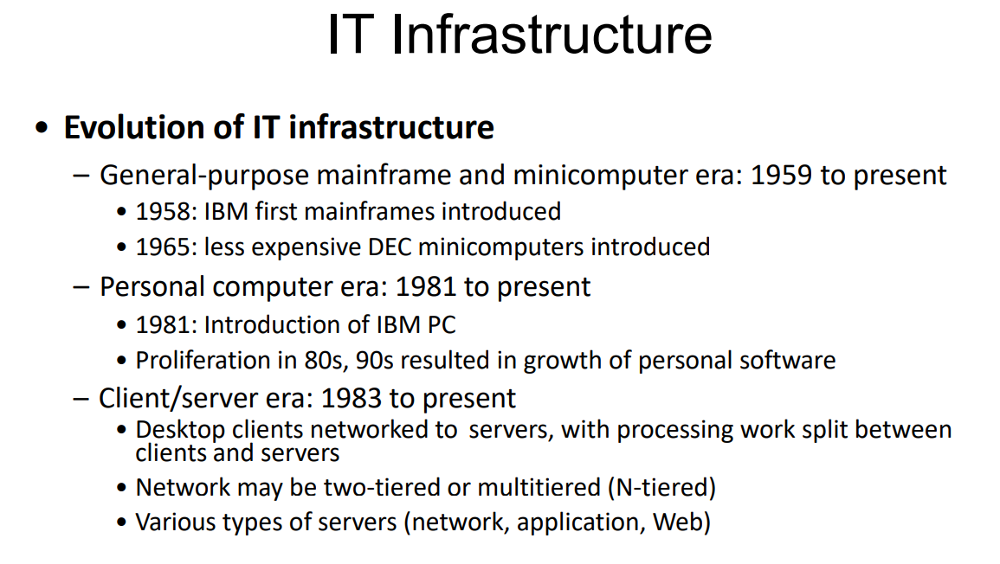 IT Infrastructure
• Evolution of IT infrastructure
– General-purpose mainframe and minicomputer era: 1959 to present
• 1958: IBM first mainframes introduced
• 1965: less expensive DEC minicomputers introduced
– Personal computer era: 1981 to present
• 1981: Introduction of IBM PC
• Proliferation in 80s, 90s resulted in growth of personal software
– Client/server era: 1983 to present
• Desktop clients networked to servers, with processing work split between
clients and servers
• Network may be two-tiered or multitiered (N-tiered)
• Various types of servers (network, application, Web)